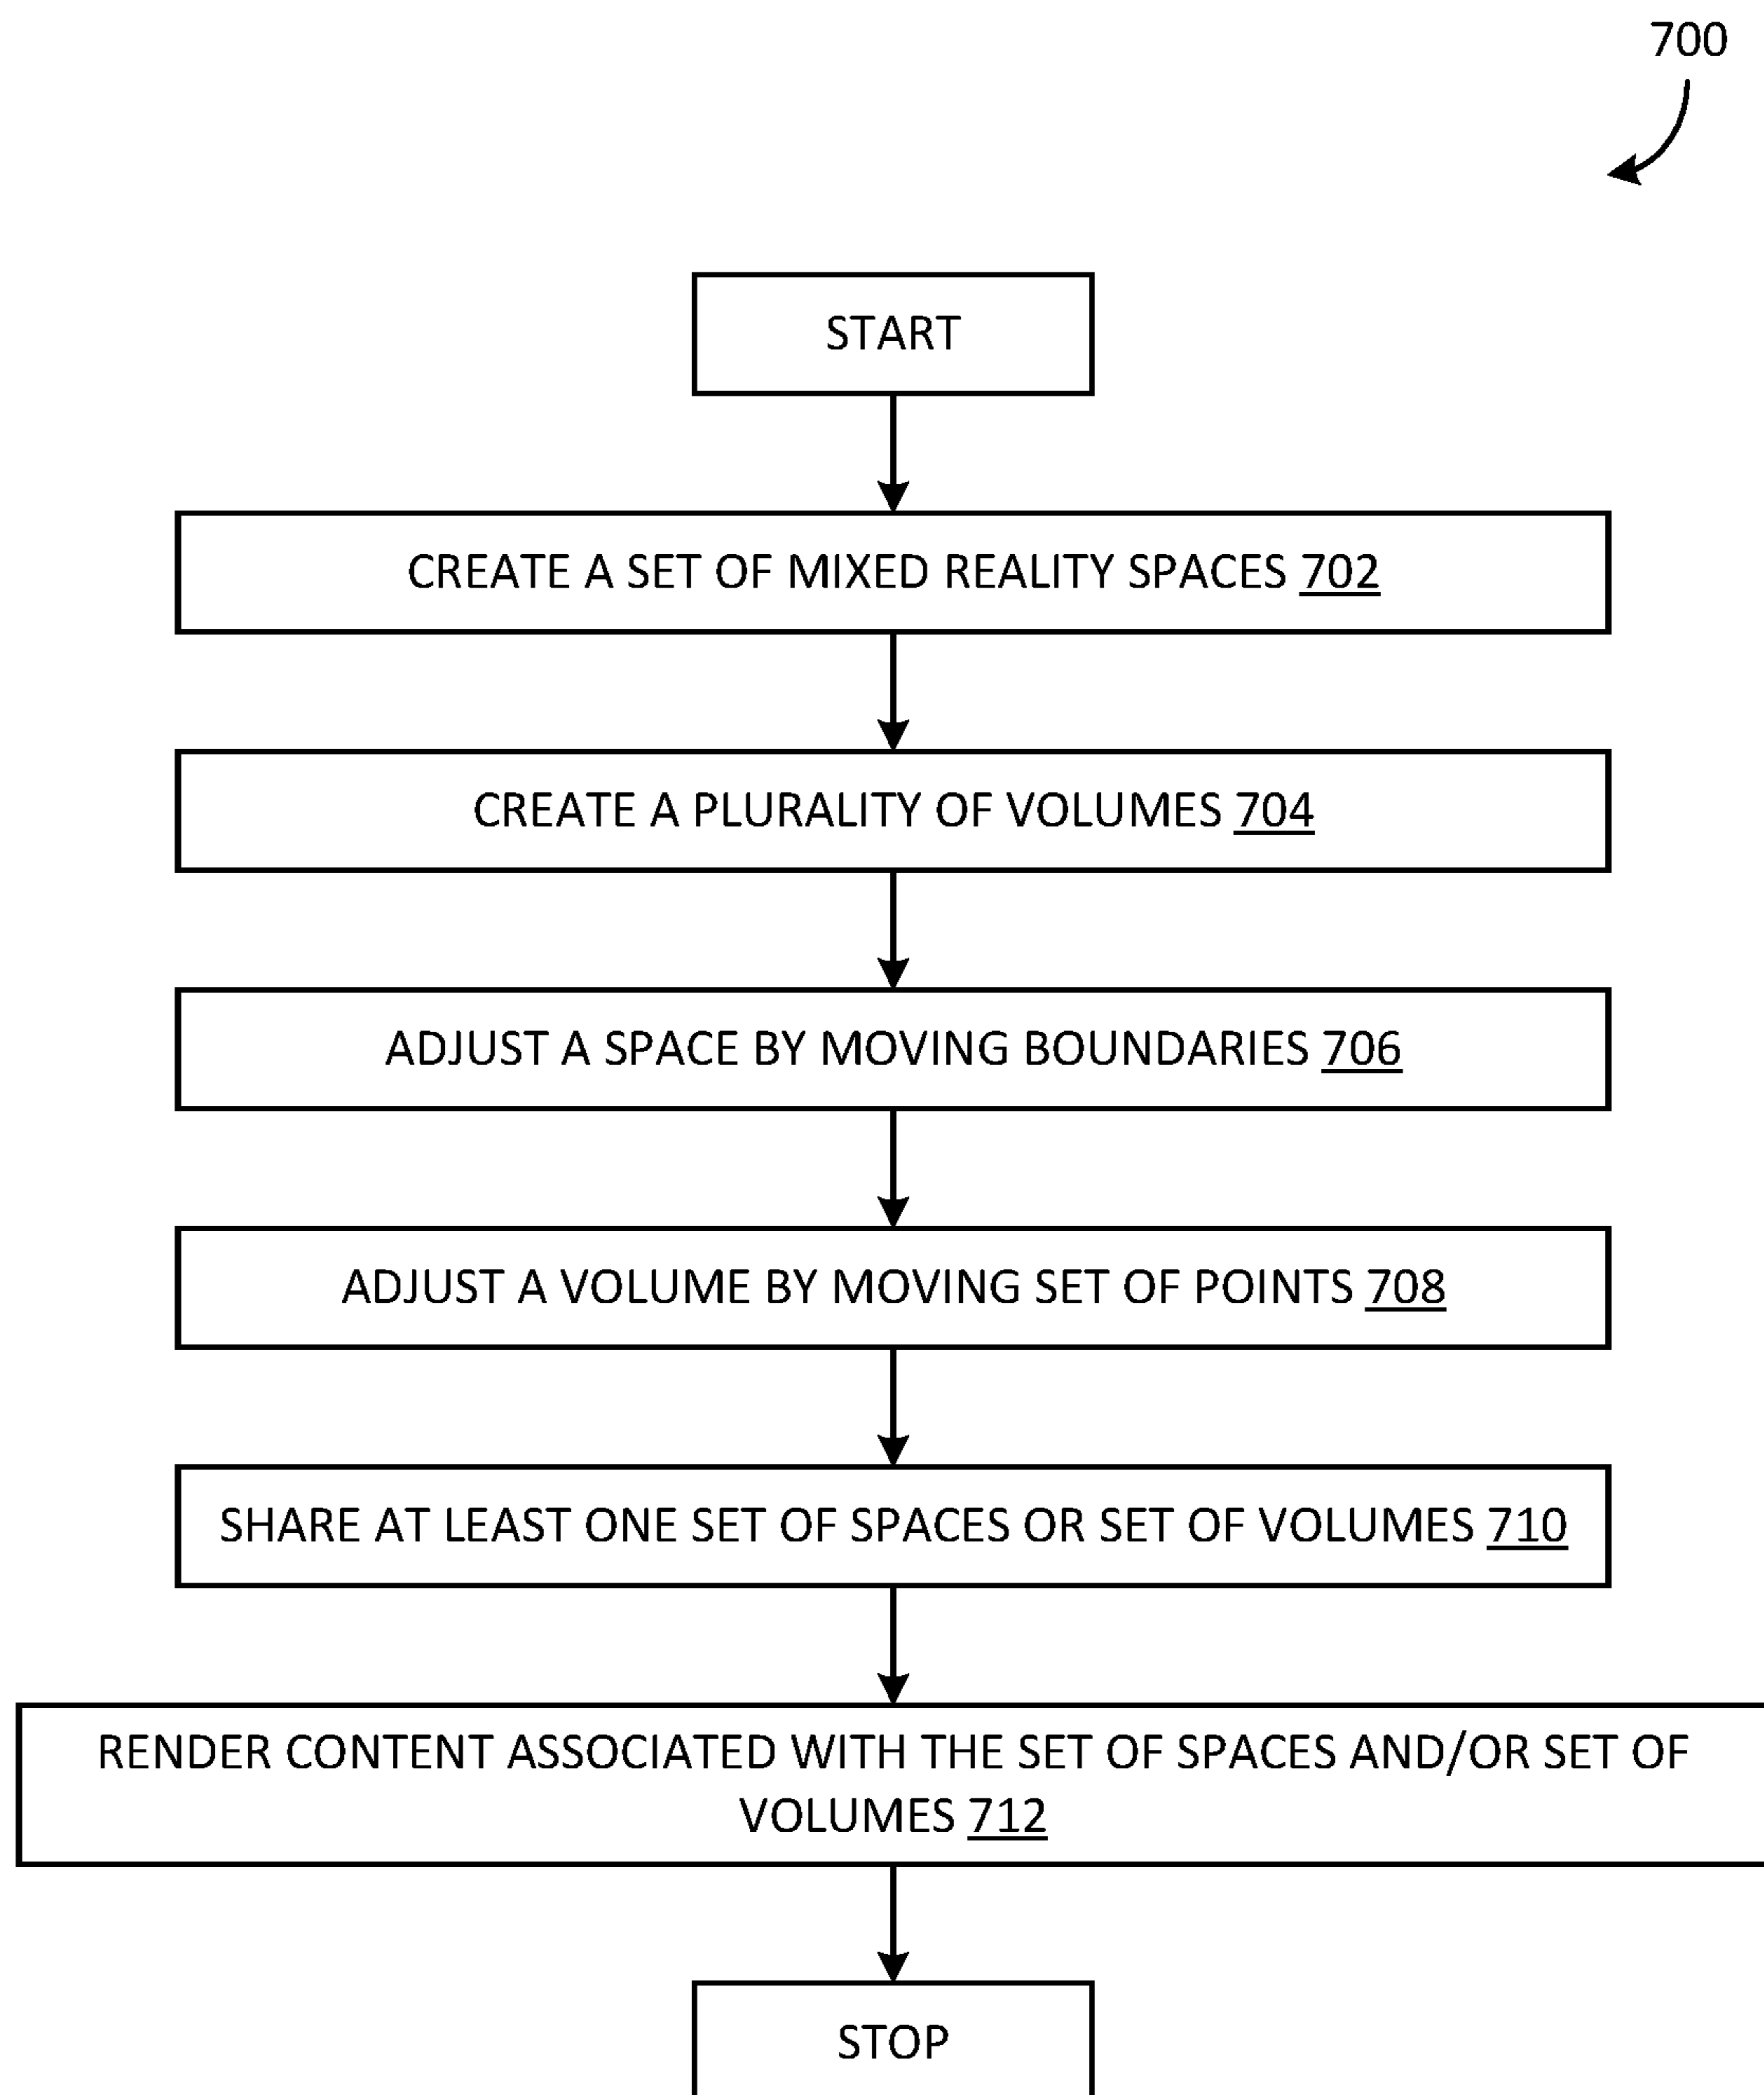 700
START
CREATE A SET OF MIXED REALITY SPACES 702
CREATE A PLURALITY OF VOLUMES 704
ADJUST A SPACE BY MOVING BOUNDARIES 706
ADJUST A VOLUME BY MOVING SET OF POINTS 708
SHARE AT LEAST ONE SET OF SPACES OR SET OF VOLUMES 710
RENDER CONTENT ASSOCIATED WITH THE SET OF SPACES AND/OR SET OF
VOLUMES 712
STOP